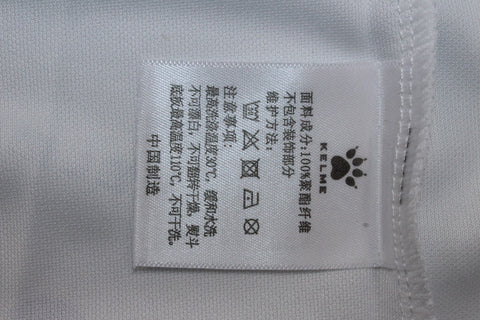 KELME
面料成分:100%聚酯纤维
不包含装饰部分
维护方法:
注意事项:
最高洗涤温度30℃,缓和水洗
不可漂白,不可翻转干燥,熨斗
底板最高温度110℃,不可干洗。
中国制造